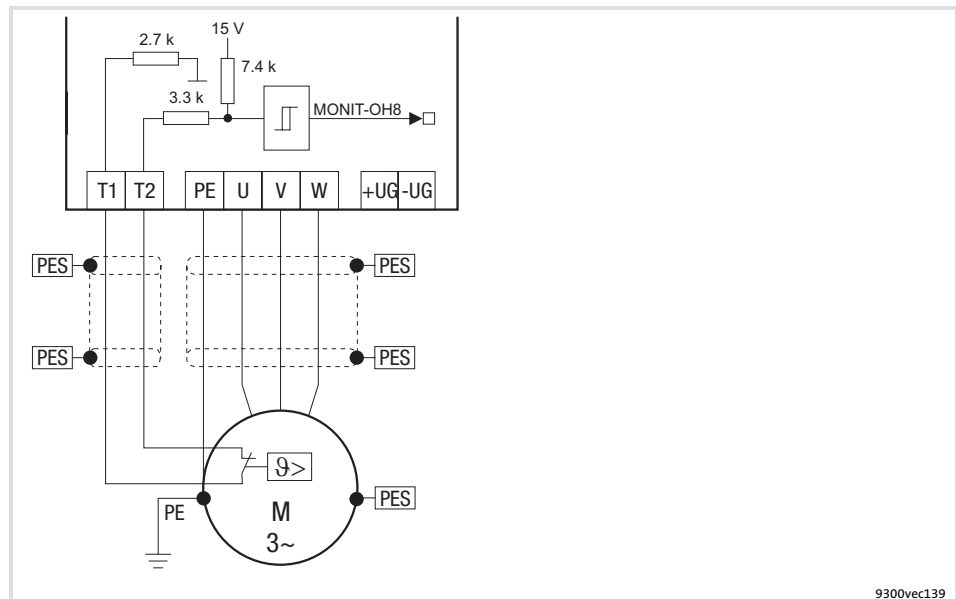 15 V
2.7 k
7.4 k
3.3 k
MONIT-OH8
T1 T2 PE U V W +UG -UG
PES PES
PES PES
ϑ>
PES
PE
M
3~
9300vec139